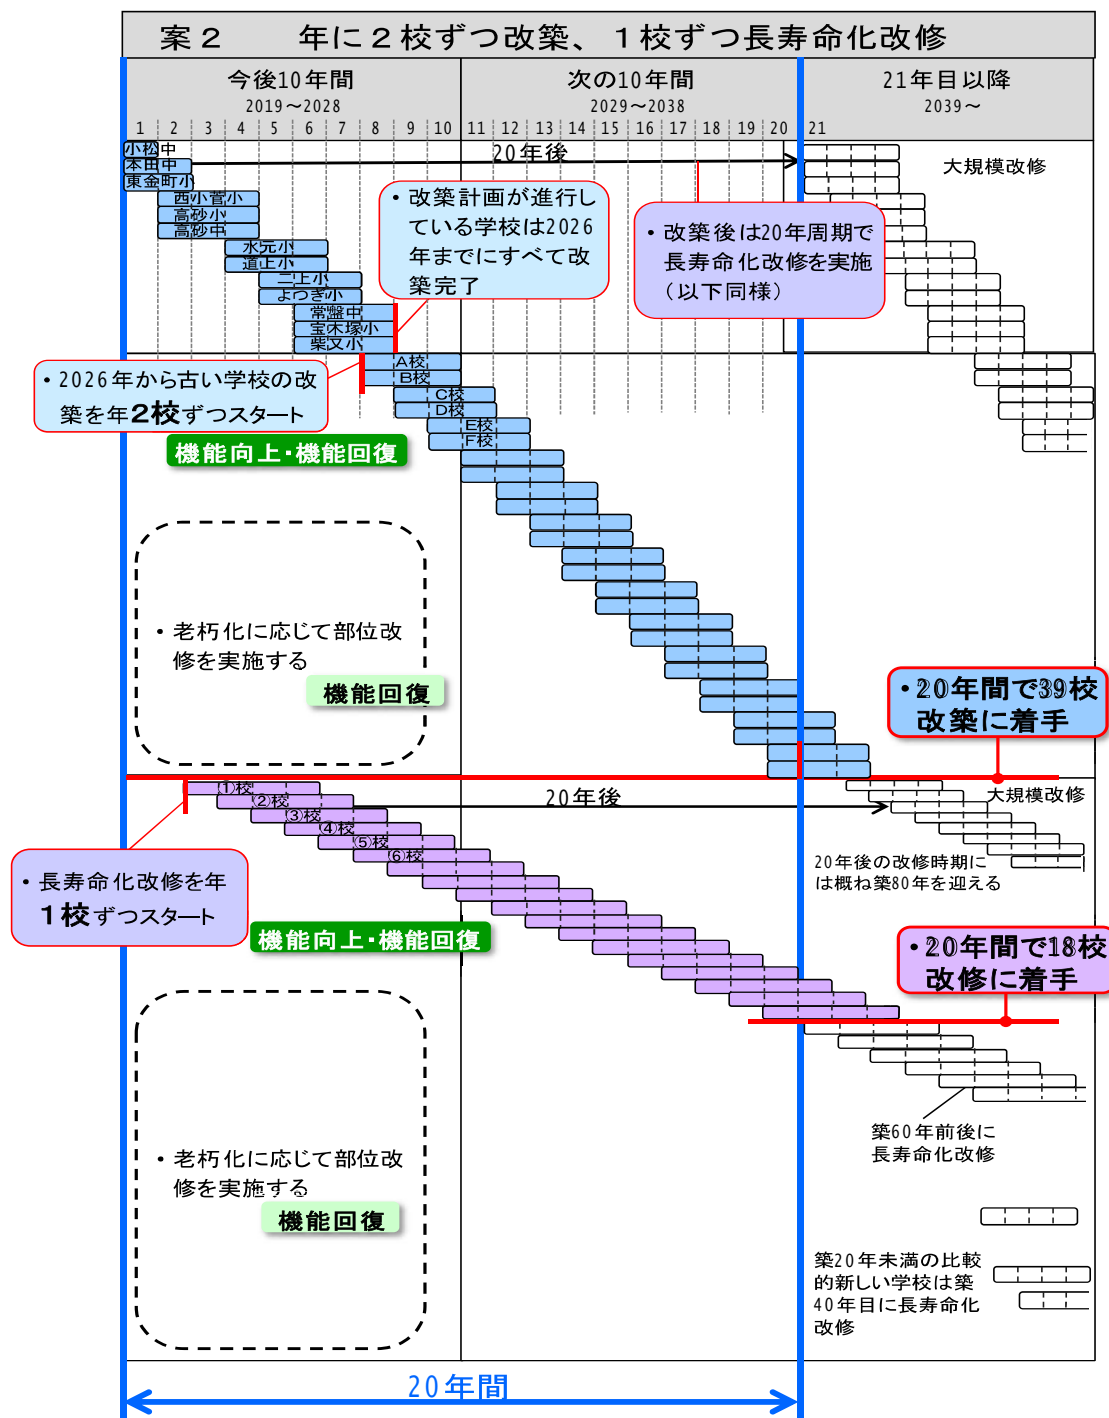 案２　　年に２校ずつ改築、１校ずつ長寿命化改修
今後10年間
2019～2028
次の10年間
2029～2038
21年目以降
2039～
1 2 3 4 5 6 7 8 9 10 11 12 13 14 15 16 17 18 19 20 21
小松中
本田中
東金町小
西小菅小
高砂小
高砂中
水元小
道上小
二上小
よつぎ小
常盤中
宝木塚小
柴又小
20年後
大規模改修
・改築計画が進行し
ている学校は2026
年までにすべて改
築完了
・改築後は20年周期で
長寿命化改修を実施
（以下同様）
A校
B校
C校
D校
E校
F校
・2026年から古い学校の改
築を年2校ずつスタート
機能向上・機能回復
・老朽化に応じて部位改
修を実施する
機能回復
・20年間で39校
改築に着手
①校
②校
③校
④校
⑤校
⑥校
20年後
大規模改修
20年後の改修時期に
は概ね築80年を迎える
・長寿命化改修を年
１校ずつスタート
機能向上・機能回復
・20年間で18校
改修に着手
・老朽化に応じて部位改
修を実施する
機能回復
築60年前後に
長寿命化改修
築20年未満の比較
的新しい学校は築
40年目に長寿命化
改修
20年間